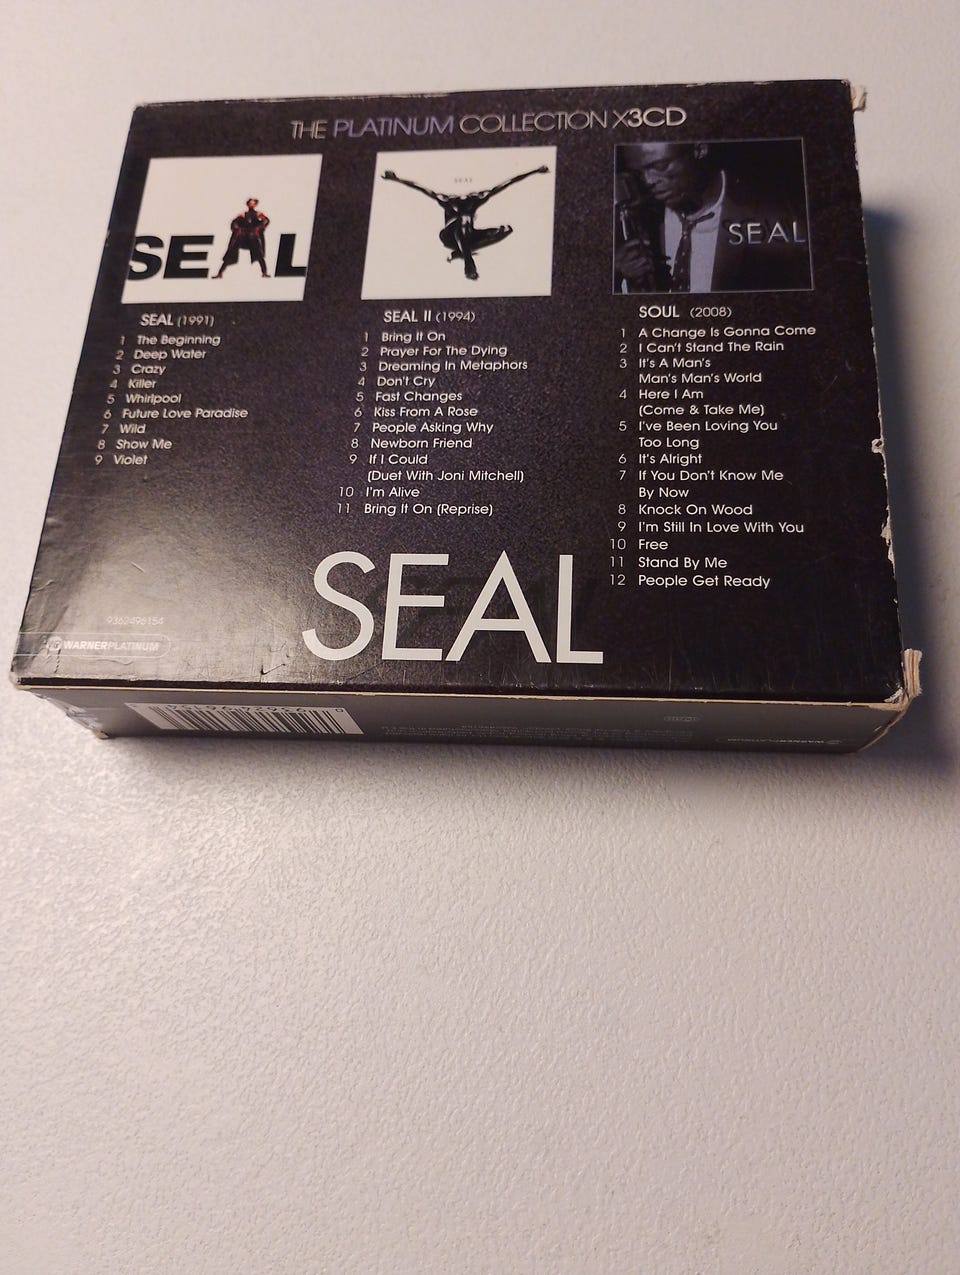 THE PLATINUM COLLECTION X3CD
SEAL
SEAL
SEAL
SEAL (1991)
1 The Beginning
2 Deep Water
3 Crazy
4 Killer
5 Whirlpool
6 Future Love Paradise
7 Wild
8 Show Me
9 Violet
SEAL II (1994)
1 Bring It On
2 Prayer For The Dying
3 Dreaming In Metaphors
4 Don't Cry
5 Fast Changes
6 Kiss From A Rose
7 People Asking Why
8 Newborn Friend
9 If I Could
(Duet With Joni Mitchell)
10 I'm Alive
11 Bring It On (Reprise)
SOUL (2008)
1 A Change Is Gonna Come
2 I Can't Stand The Rain
3 It's A Man's
Man's Man's World
4 Here I Am
(Come & Take Me)
5 I've Been Loving You
Too Long
6 It's Alright
7 If You Don't Know Me
By Now
8 Knock On Wood
9 I'm Still In Love With You
10 Free
11 Stand By Me
12 People Get Ready
SEAL
9362496154
WARNERPLATINUM